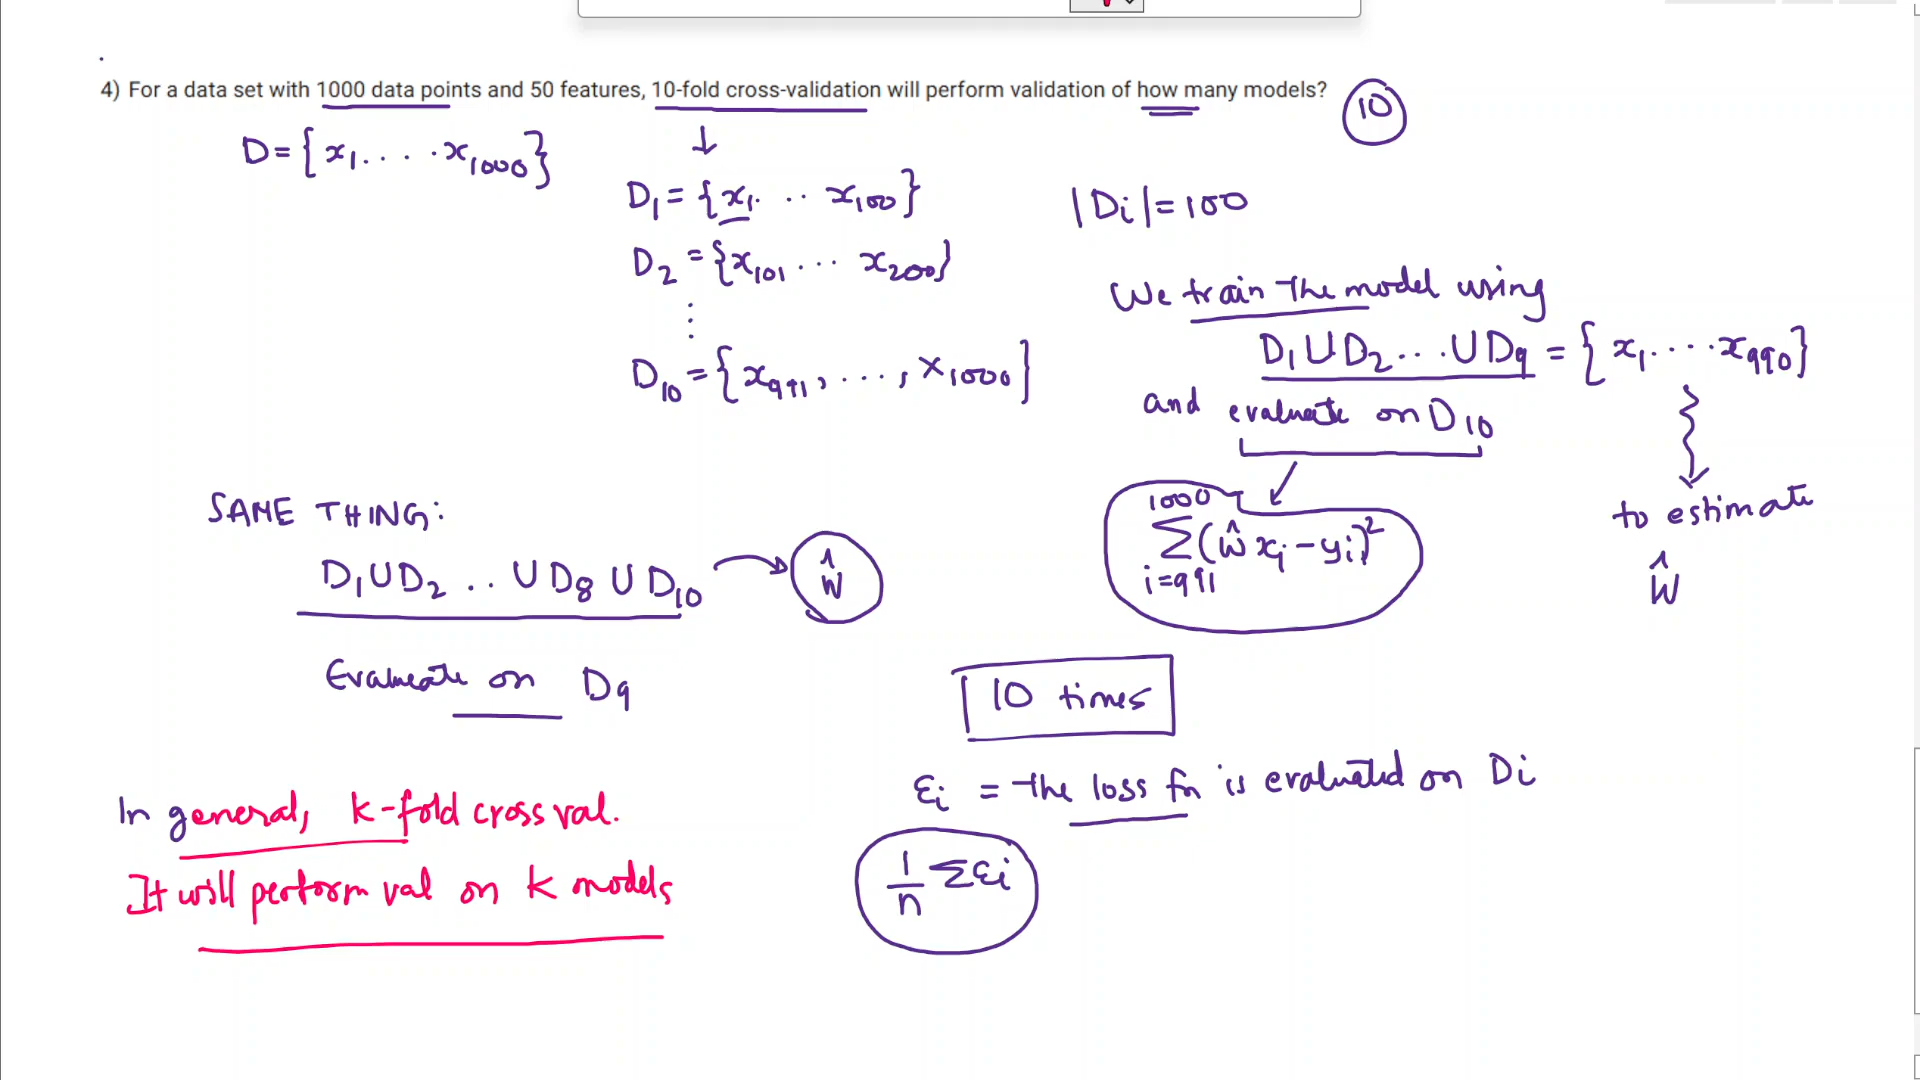 4) For a data set with 1000 data points and 50 features, 10-fold cross-validation will perform validation of how many models? 10
D = {x₁. . . . . x₁₀₀₀}
D₁ = {x₁. . . x₁₀₀}
|Di| = 100
D₂ = {x₁₀₁ . . . x₂₀₀}
⋮
D₁₀ = {x₉₉₁, . . . , x₁₀₀₀}
We train the model using
D₁ U D₂ . . . U D₉ = {x₁. . . . x₉₉₀}
and evaluate on D₁₀
1000
Σ(ŵ xi - yi)²
i=991
to estimate
ŵ
SAME THING:
D₁ U D₂ . . U D₈ U D₁₀ → ŵ
Evaluate on D₉
10 times
Ɛi = the loss fn is evaluated on Di
1/n ΣƐi
In general, k-fold cross val.
It will perform val on k models